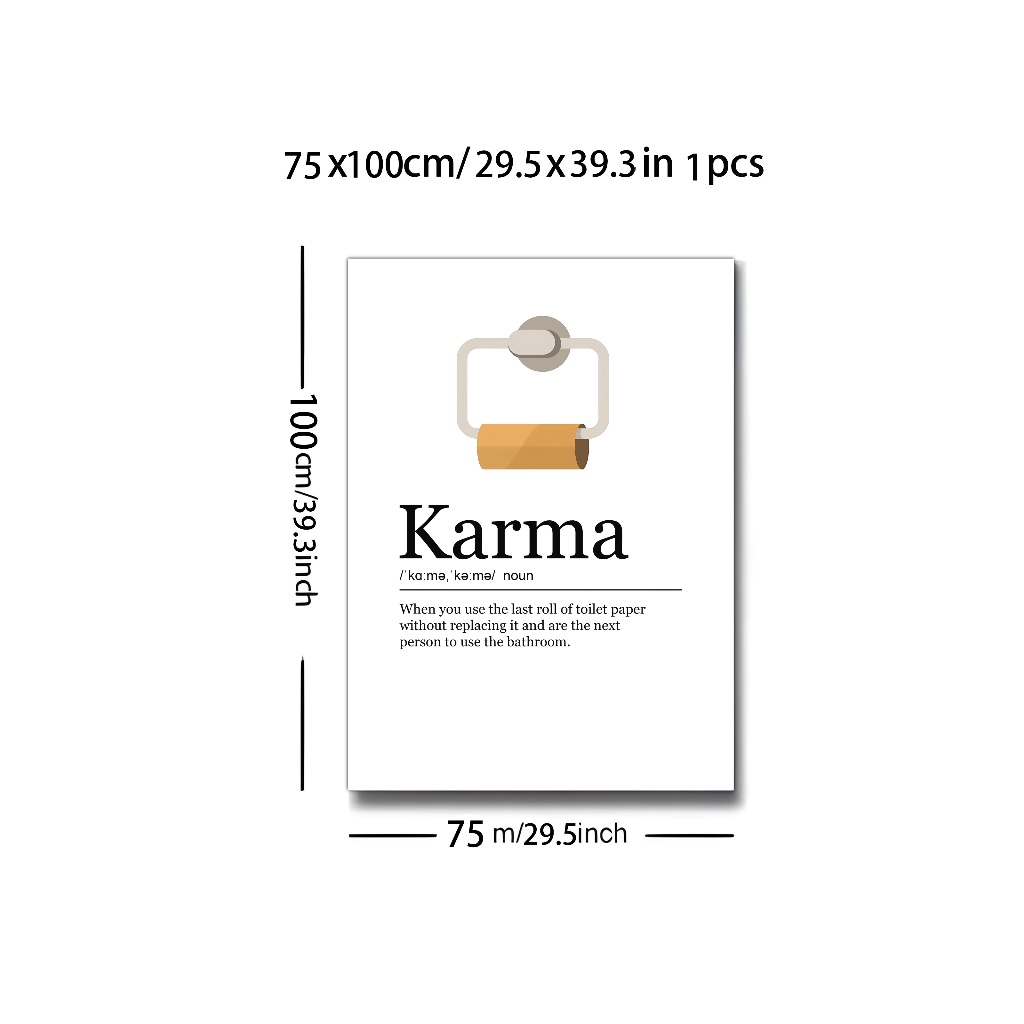 75x100cm/29.5x39.3in 1pcs
100cm/39.3inch
Karma
/ˈkɑːmə,ˈkəːmə/ noun
When you use the last roll of toilet paper
without replacing it and are the next
person to use the bathroom.
75 m/29.5inch